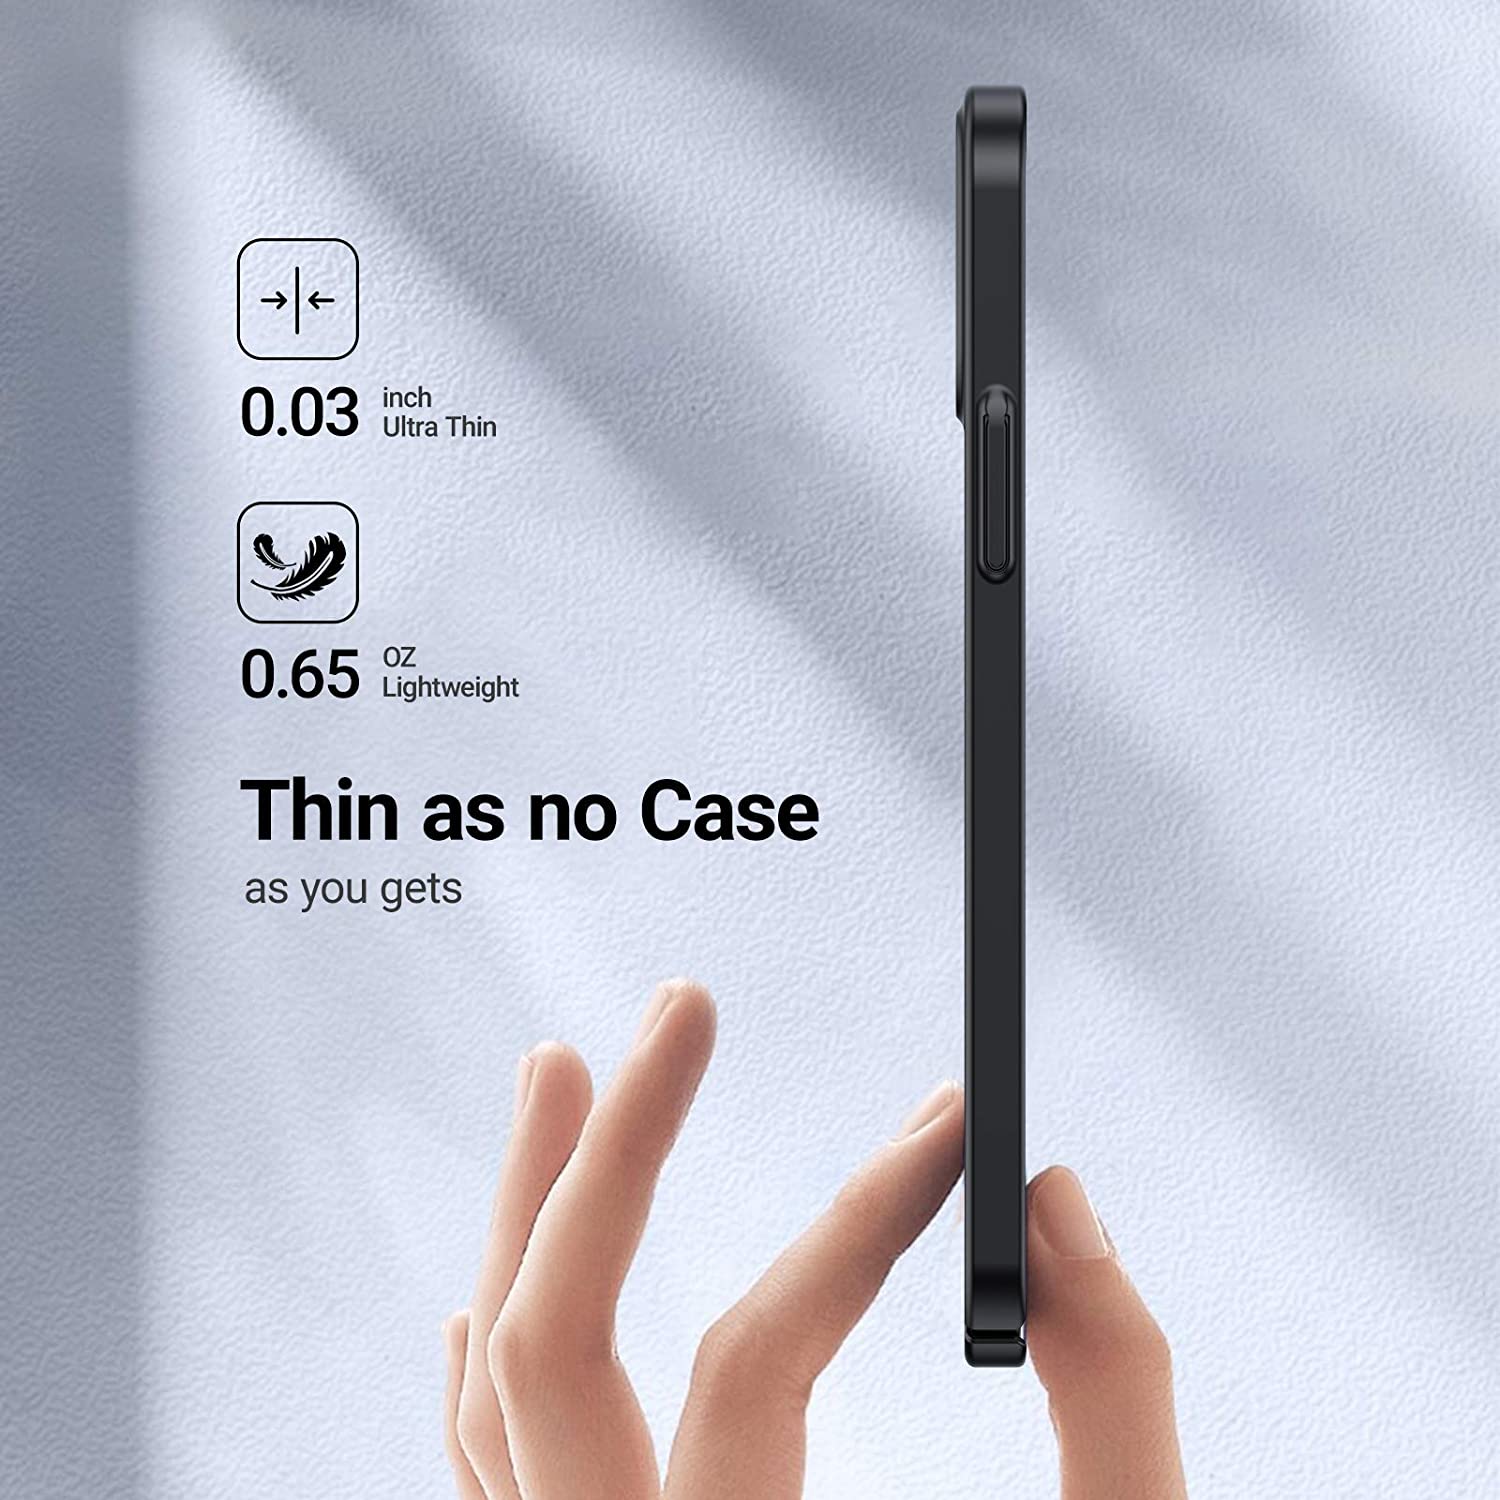 0.03 inch
Ultra Thin
0.65 OZ
Lightweight
Thin as no Case
as you gets